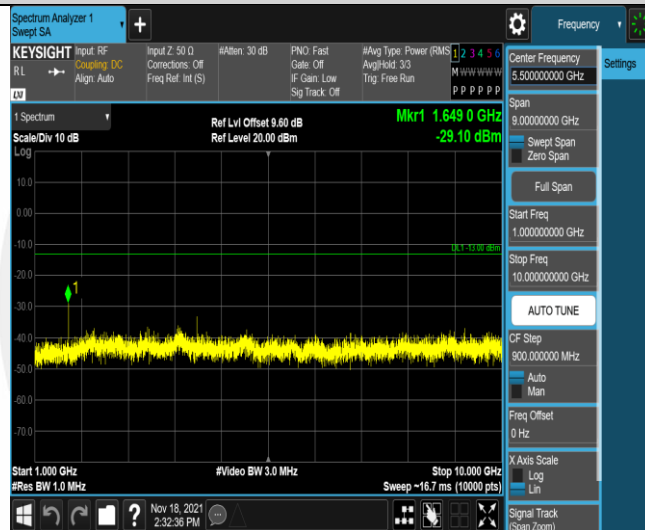 Spectrum Analyzer 1
Swept SA
+
Frequency
KEYSIGHT
RL
LXI
Input: RF
Coupling: DC
Align: Auto
Input Z: 50 Ω
Corrections: Off
Freq Ref: Int (S)
#Atten: 30 dB
PNO: Fast
Gate: Off
IF Gain: Low
Sig Track: Off
#Avg Type: Power (RMS
Avg|Hold: 3/3
Trig: Free Run
1 2 3 4 5 6
M W W W W W
P P P P P P
1 Spectrum
Scale/Div 10 dB
Ref Lvl Offset 9.60 dB
Ref Level 20.00 dBm
Mkr1 1.649 0 GHz
-29.10 dBm
Log
10.0
0.00
-10.0
-20.0
-30.0
-40.0
-50.0
-60.0
-70.0
DL1 -13.00 dBm
1
Start 1.000 GHz
#Res BW 1.0 MHz
#Video BW 3.0 MHz
Stop 10.000 GHz
Sweep ~16.7 ms (10000 pts)
Center Frequency
5.500000000 GHz
Settings
Span
9.00000000 GHz
Swept Span
Zero Span
Full Span
Start Freq
1.000000000 GHz
Stop Freq
10.000000000 GHz
AUTO TUNE
CF Step
900.000000 MHz
Auto
Man
Freq Offset
0 Hz
X Axis Scale
Log
Lin
Signal Track
(Span Zoom)
?
Nov 18, 2021
2:32:36 PM